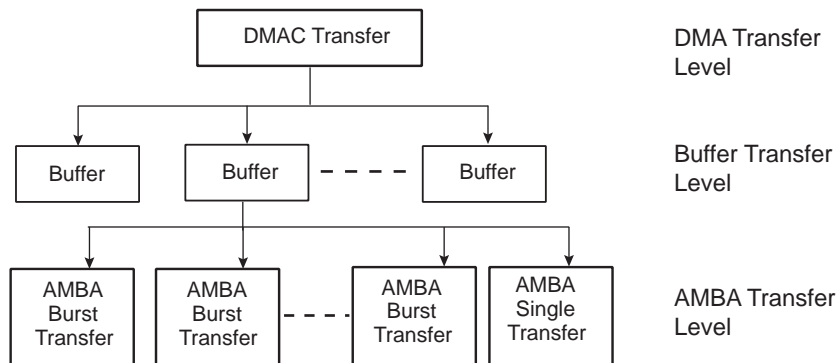 DMAC Transfer
DMA Transfer
Level
Buffer
Buffer
Buffer
Buffer Transfer
Level
AMBA
Burst
Transfer
AMBA
Burst
Transfer
AMBA
Burst
Transfer
AMBA
Single
Transfer
AMBA Transfer
Level